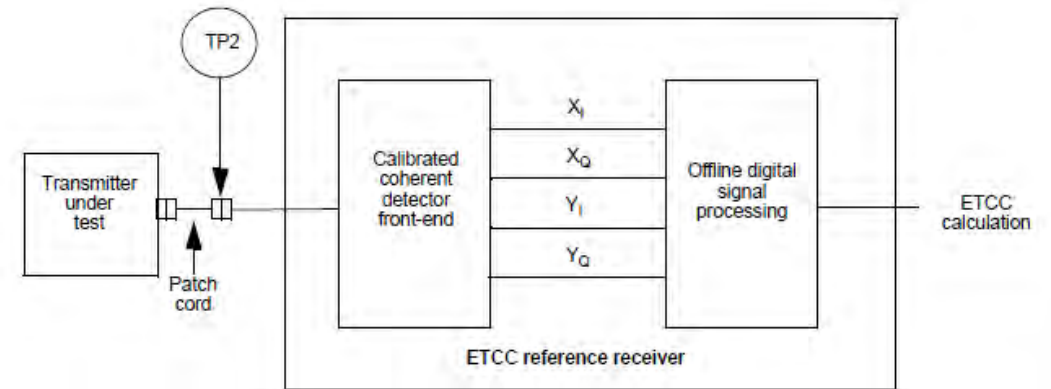 TP2
Transmitter
under
test
Patch
cord
Calibrated
coherent
detector
front-end
XI
XQ
YI
YQ
Offline digital
signal
processing
ETCC
calculation
ETCC reference receiver